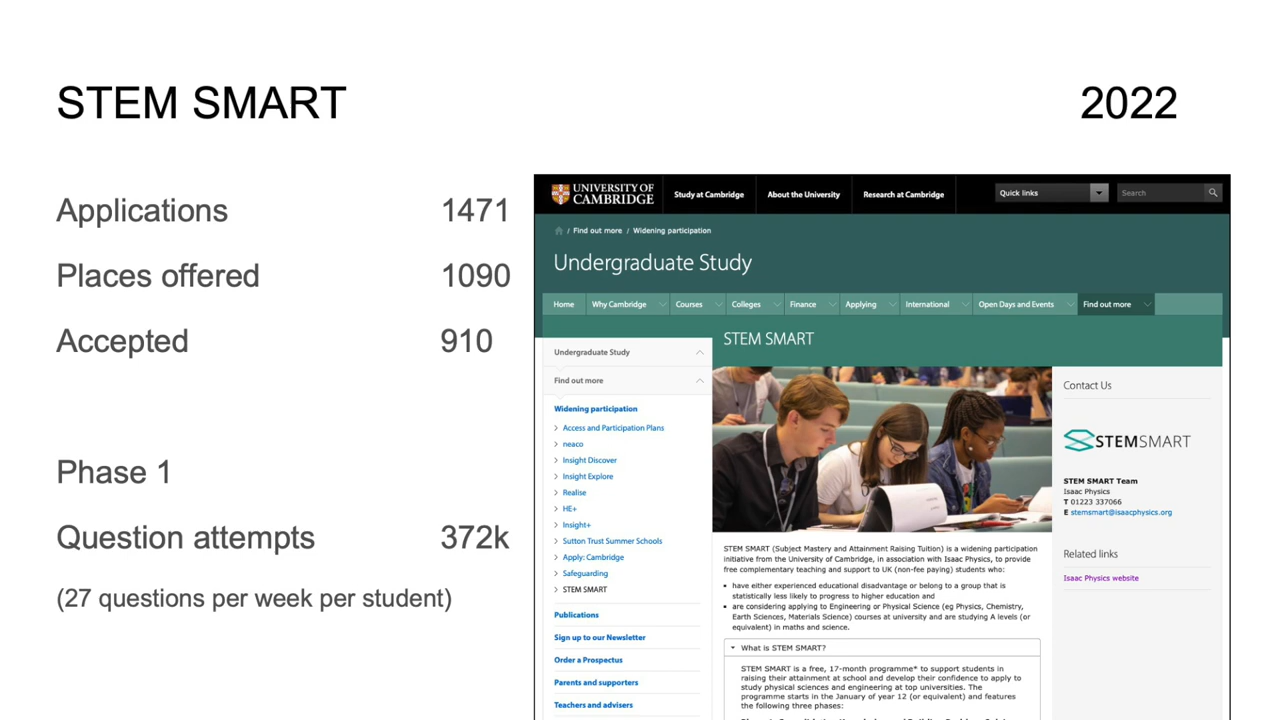 STEM SMART
2022
Applications 1471
Places offered 1090
Accepted 910
Phase 1
Question attempts 372k
(27 questions per week per student)
UNIVERSITY OF
CAMBRIDGE
Study at Cambridge
About the University
Research at Cambridge
Quick links
Search
/ Find out more / Widening participation
Undergraduate Study
Home
Why Cambridge
Courses
Colleges
Finance
Applying
International
Open Days and Events
Find out more
STEM SMART
Undergraduate Study
Find out more
Widening participation
Access and Participation Plans
neaco
Insight Discover
Insight Explore
Realise
HE+
Insight+
Sutton Trust Summer Schools
Apply: Cambridge
Safeguarding
STEM SMART
Publications
Sign up to our Newsletter
Order a Prospectus
Parents and supporters
Teachers and advisers
STEM SMART (Subject Mastery and Attainment Raising Tuition) is a widening participation
initiative from the University of Cambridge, in association with Isaac Physics, to provide
free complementary teaching and support to UK (non-fee paying) students who:
• have either experienced educational disadvantage or belong to a group that is
statistically less likely to progress to higher education and
• are considering applying to Engineering or Physical Science (eg Physics, Chemistry,
Earth Sciences, Materials Science) courses at university and are studying A levels (or
equivalent) in maths and science.
What is STEM SMART?
STEM SMART is a free, 17-month programme* to support students in
raising their attainment at school and develop their confidence to apply to
study physical sciences and engineering at top universities. The
programme starts in the January of year 12 (or equivalent) and features
the following three phases:
Contact Us
STEMSMART
STEM SMART Team
Isaac Physics
T 01223 337066
E stemsmart@isaacphysics.org
Related links
Isaac Physics website